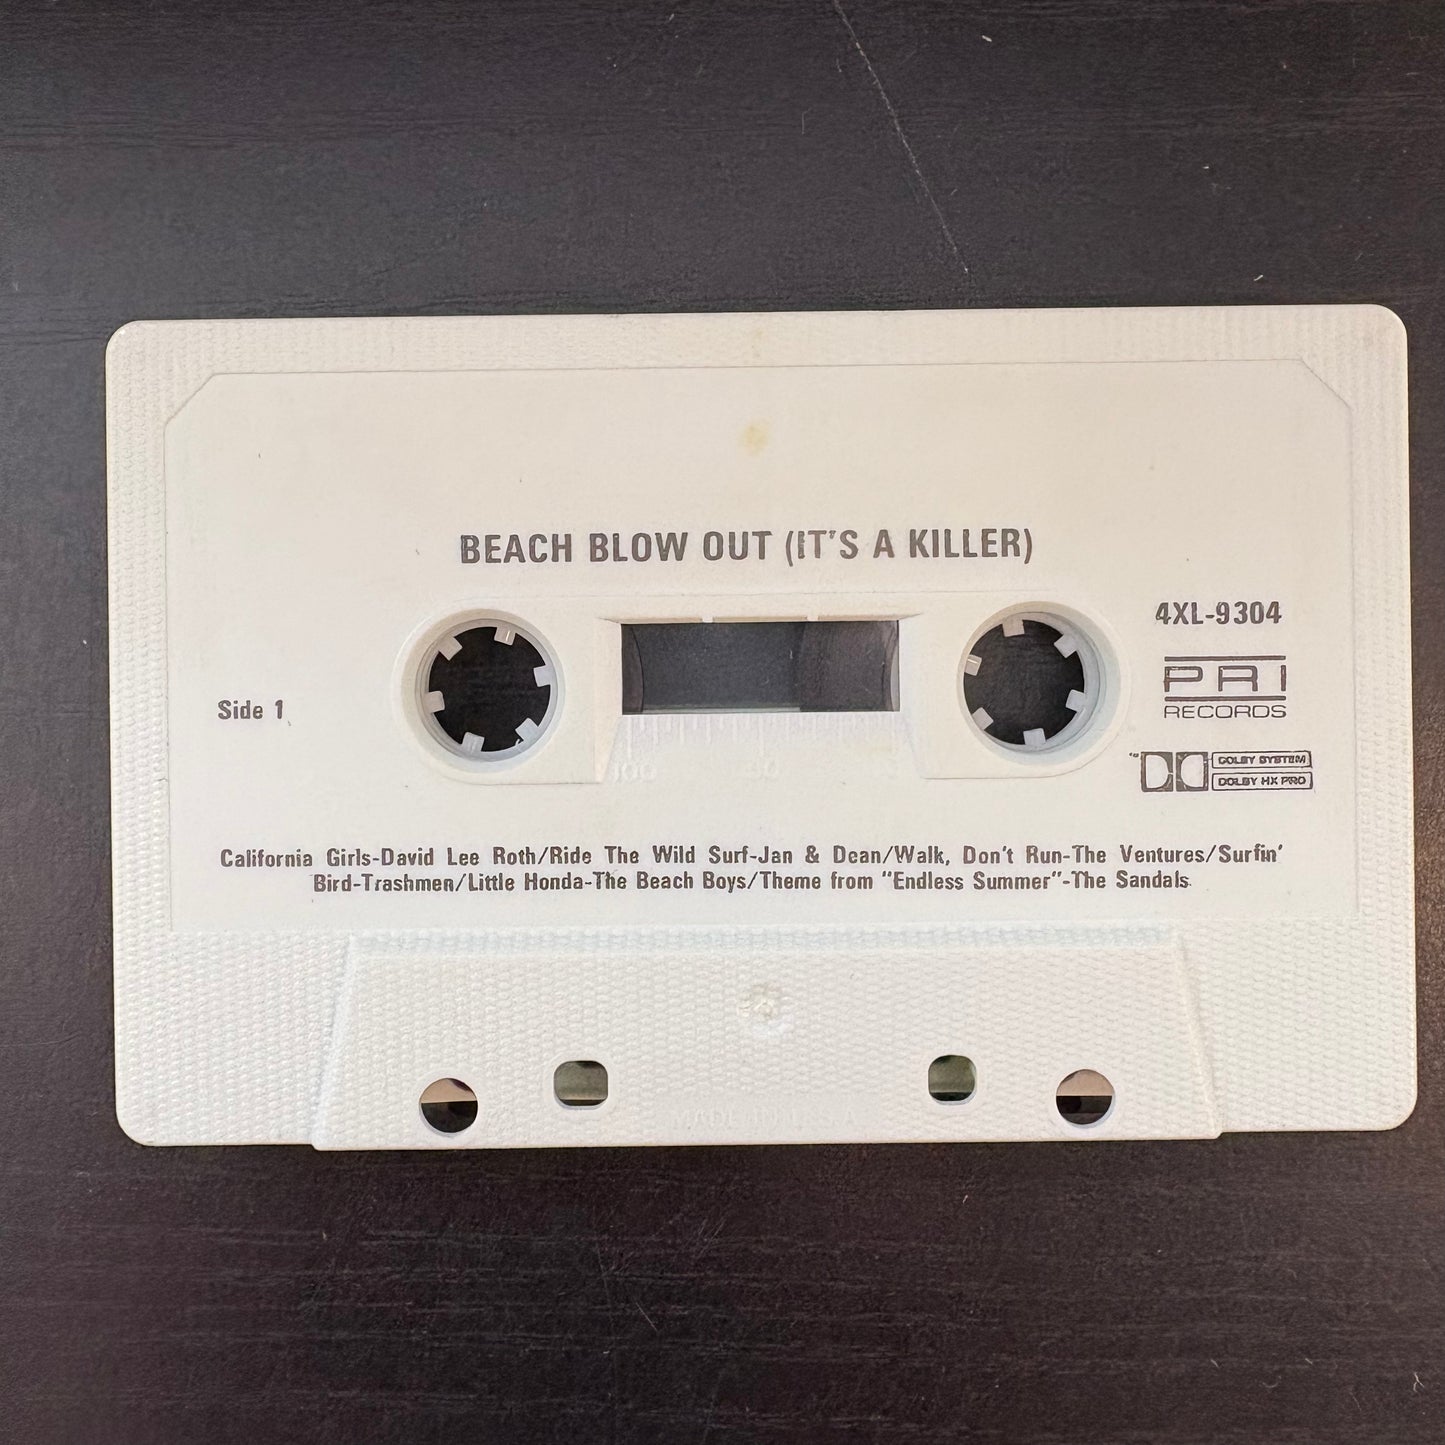 BEACH BLOW OUT (IT'S A KILLER)
4XL-9304
PRI
RECORDS
Side 1
DOLBY SYSTEM
DOLBY HX PRO
California Girls-David Lee Roth/Ride The Wild Surf-Jan & Dean/Walk, Don't Run-The Ventures/Surfin'
Bird-Trashmen/Little Honda-The Beach Boys/Theme from "Endless Summer"-The Sandals